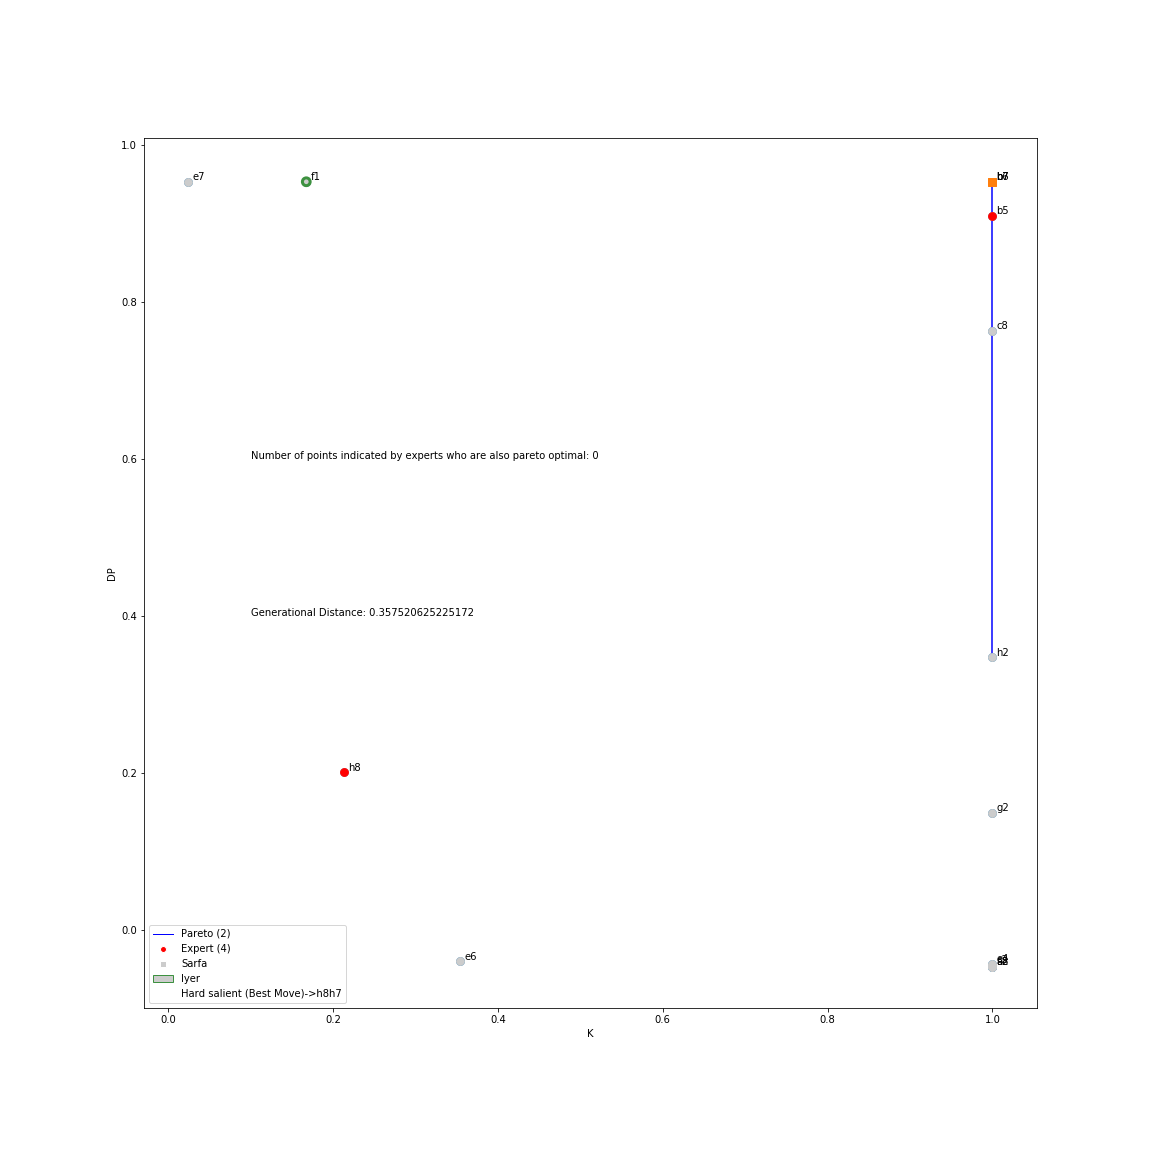 1.0
e7
f1
b5
0.8
c8
0.6
Number of points indicated by experts who are also pareto optimal: 0
DP
0.4
Generational Distance: 0.357520625225172
h2
0.2
h8
g2
0.0
e6
Pareto (2)
Expert (4)
Sarfa
Iyer
Hard salient (Best Move)->h8h7
0.0
0.2
0.4
0.6
0.8
1.0
K